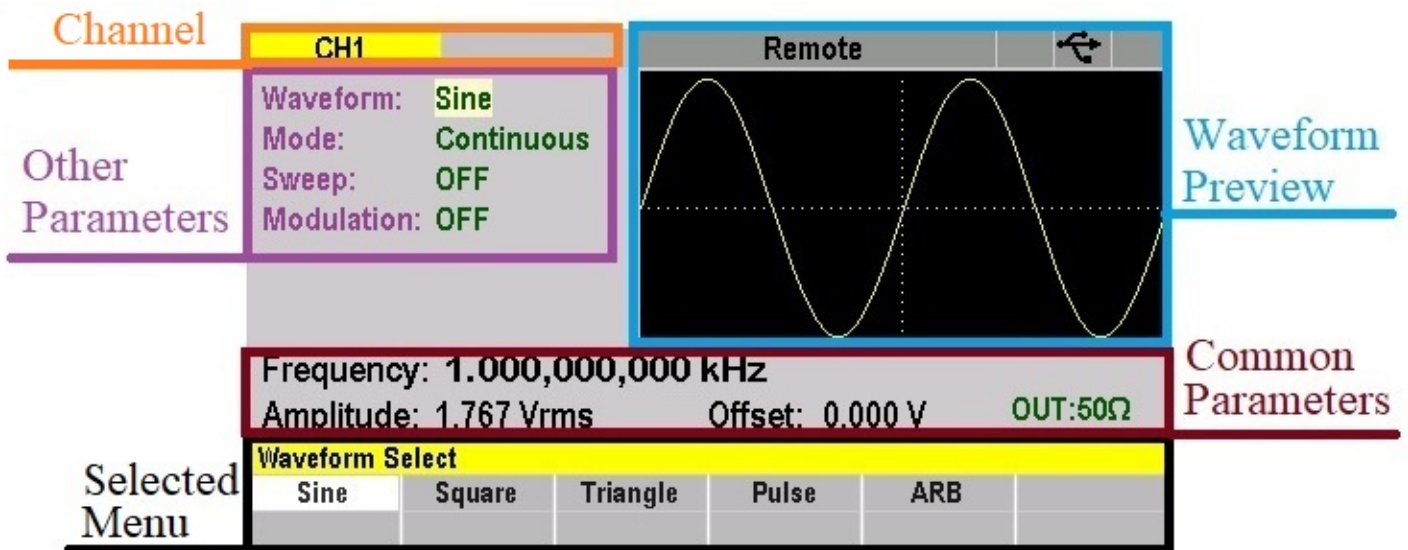 Channel
CH1
Remote
Waveform: Sine
Mode: Continuous
Sweep: OFF
Modulation: OFF
Other
Parameters
Waveform
Preview
Frequency: 1.000,000,000 kHz
Amplitude: 1.767 Vrms Offset: 0.000 V OUT:50Ω
Common
Parameters
Selected
Menu
Waveform Select
Sine Square Triangle Pulse ARB